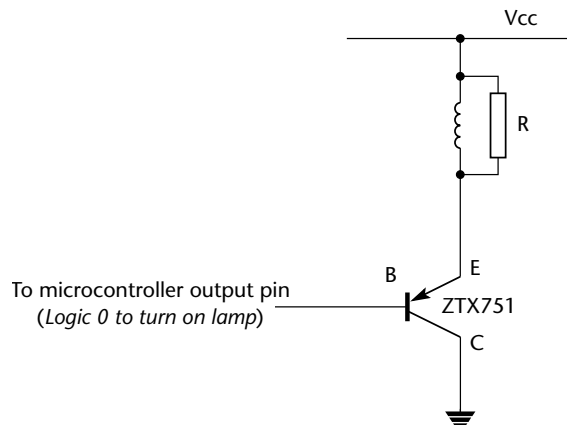 Vcc
R
B
E
To microcontroller output pin
(Logic 0 to turn on lamp)
ZTX751
C